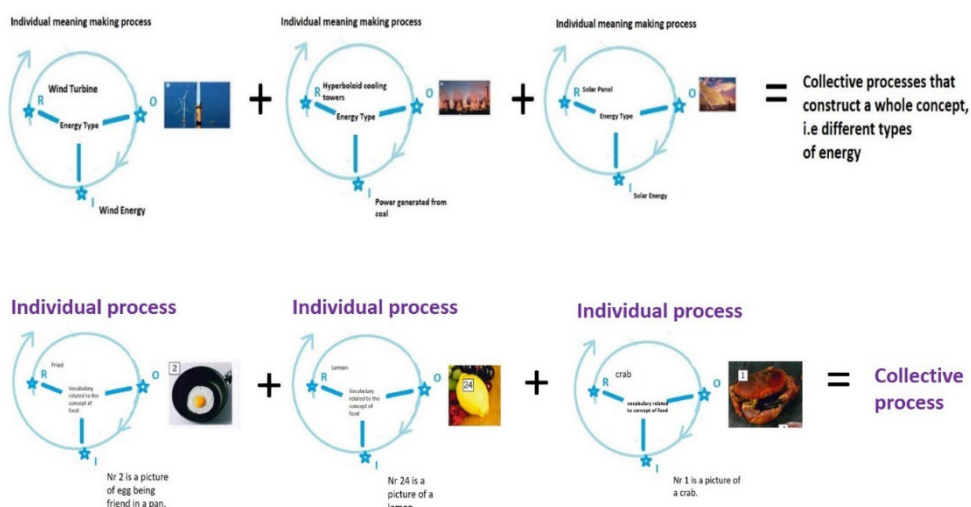 Individual meaning making process
Wind Turbine
R
O
Energy Type
I
Wind Energy
+
Individual meaning making process
Hyperboloid cooling
towers
R
O
Energy Type
I
Power generated from
coal
+
Individual meaning making process
Solar Panel
R
O
Energy Type
I
Solar Energy
=
Collective processes that
construct a whole concept,
i.e different types
of energy
Individual process
Fried
R
O
Vocabulary
related to the
concept of
food
I
2
Nr 2 is a picture
of egg being
friend in a pan.
+
Individual process
Lemon
R
O
Vocabulary
related to the
concept of
food
I
24
Nr 24 is a
picture of a
lemon
+
Individual process
crab
R
O
vocabulary related
to concept of food
I
1
Nr 1 is a picture of
a crab.
=
Collective
process